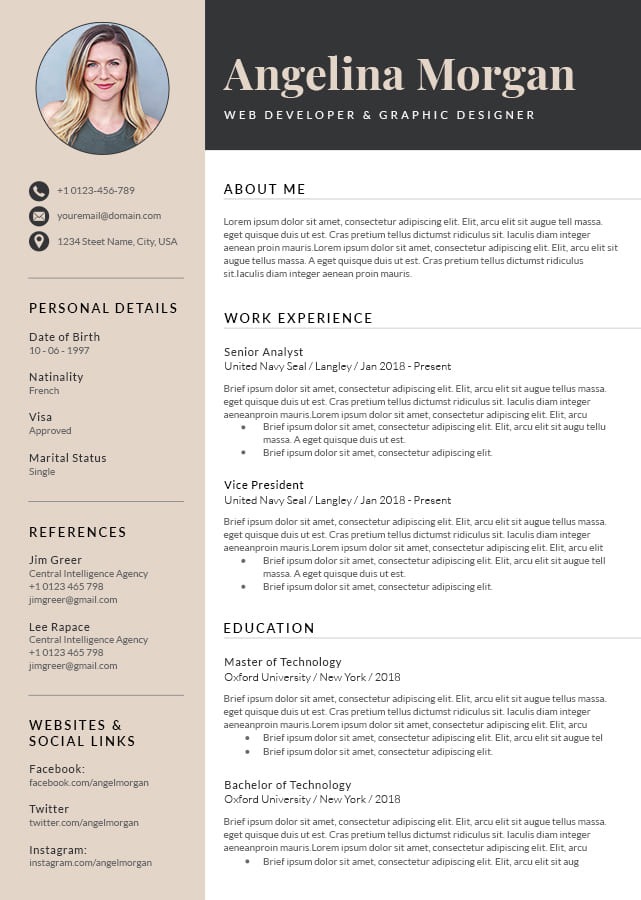 Angelina Morgan
WEB DEVELOPER & GRAPHIC DESIGNER
+1 0123-456-789
youremail@domain.com
1234 Steet Name, City, USA
PERSONAL DETAILS
Date of Birth
10 - 06 - 1997
Natinality
French
Visa
Approved
Marital Status
Single
REFERENCES
Jim Greer
Central Intelligence Agency
+1 0123 465 798
jimgreer@gmail.com
Lee Rapace
Central Intelligence Agency
+1 0123 465 798
jimgreer@gmail.com
WEBSITES &
SOCIAL LINKS
Facebook:
facebook.com/angelmorgan
Twitter
twitter.com/angelmorgan
Instagram:
instagram.com/angelmorgan
ABOUT ME
Lorem ipsum dolor sit amet, consectetur adipiscing elit. Elit, arcu elit sit augue tell massa.
Elit, arcu eget quisque duis ut est. Cras pretium tellus dictumst ridiculus sit. Iaculis diam integer
aenean proin mauris.Lorem ipsum dolor sit amet, consectetur adipiscing elit. Elit, arcu elit sit
augue tellus massa. A eget quisque duis ut est. Cras pretium tellus dictumst ridiculus
sit.Iaculis diam integer aenean proin mauris.
WORK EXPERIENCE
Senior Analyst
United Navy Seal / Langley / Jan 2018 - Present
Brief ipsum dolor sit amet, consectetur adipiscing elit. Elit, arcu elit sit augue tellus massa.
Elit, arcu eget quisque duis ut est. Cras pretium tellus dictumst ridiculus sit. Iaculis diam integer
aeneanproin mauris.Lorem ipsum dolor sit amet, consectetur adipiscing elit. Elit, arcu
• Brief ipsum dolor sit amet, consectetur adipiscing elit. Elit, arcu elit sit augu tellu
massa. A eget quisque duis ut est.
• Brief ipsum dolor sit amet, consectetur adipiscing elit.
Vice President
United Navy Seal / Langley / Jan 2018 - Present
Brief ipsum dolor sit amet, consectetur adipiscing elit. Elit, arcu elit sit augue tellus massa.
Elit, arcu eget quisque duis ut est. Cras pretium tellus dictumst ridiculus sit. Iaculis diam integer
aeneanproin mauris.Lorem ipsum dolor sit amet, consectetur adipiscing elit. Elit, arcu elit
• Brief ipsum dolor sit amet, consectetur adipiscing elit. Elit, arcu elit sit augue tell
massa. A eget quisque duis ut est.
• Brief ipsum dolor sit amet, consectetur adipiscing elit.
EDUCATION
Master of Technology
Oxford University / New York / 2018
Brief ipsum dolor sit amet, consectetur adipiscing elit. Elit, arcu elit sit augue tellus massa.
Elit, arcu eget quisque duis ut est. Cras pretium tellus dictumst ridiculus sit. Iaculis diam integer
aeneanproin mauris.Lorem ipsum dolor sit amet, consectetur adipiscing elit. Elit, arcu
• Brief ipsum dolor sit amet, consectetur adipiscing elit. Elit, arcu elit sit augue tel
• Brief ipsum dolor sit amet, consectetur adipiscing elit.
Bachelor of Technology
Oxford University / New York / 2018
Brief ipsum dolor sit amet, consectetur adipiscing elit. Elit, arcu elit sit augue tellus massa.
Elit, arcu eget quisque duis ut est. Cras pretium tellus dictumst ridiculus sit. Iaculis diam integer
aeneanproin mauris.Lorem ipsum dolor sit amet, consectetur adipiscing elit. Elit, arcu
• Brief ipsum dolor sit amet, consectetur adipiscing elit. Elit, arcu elit sit aug